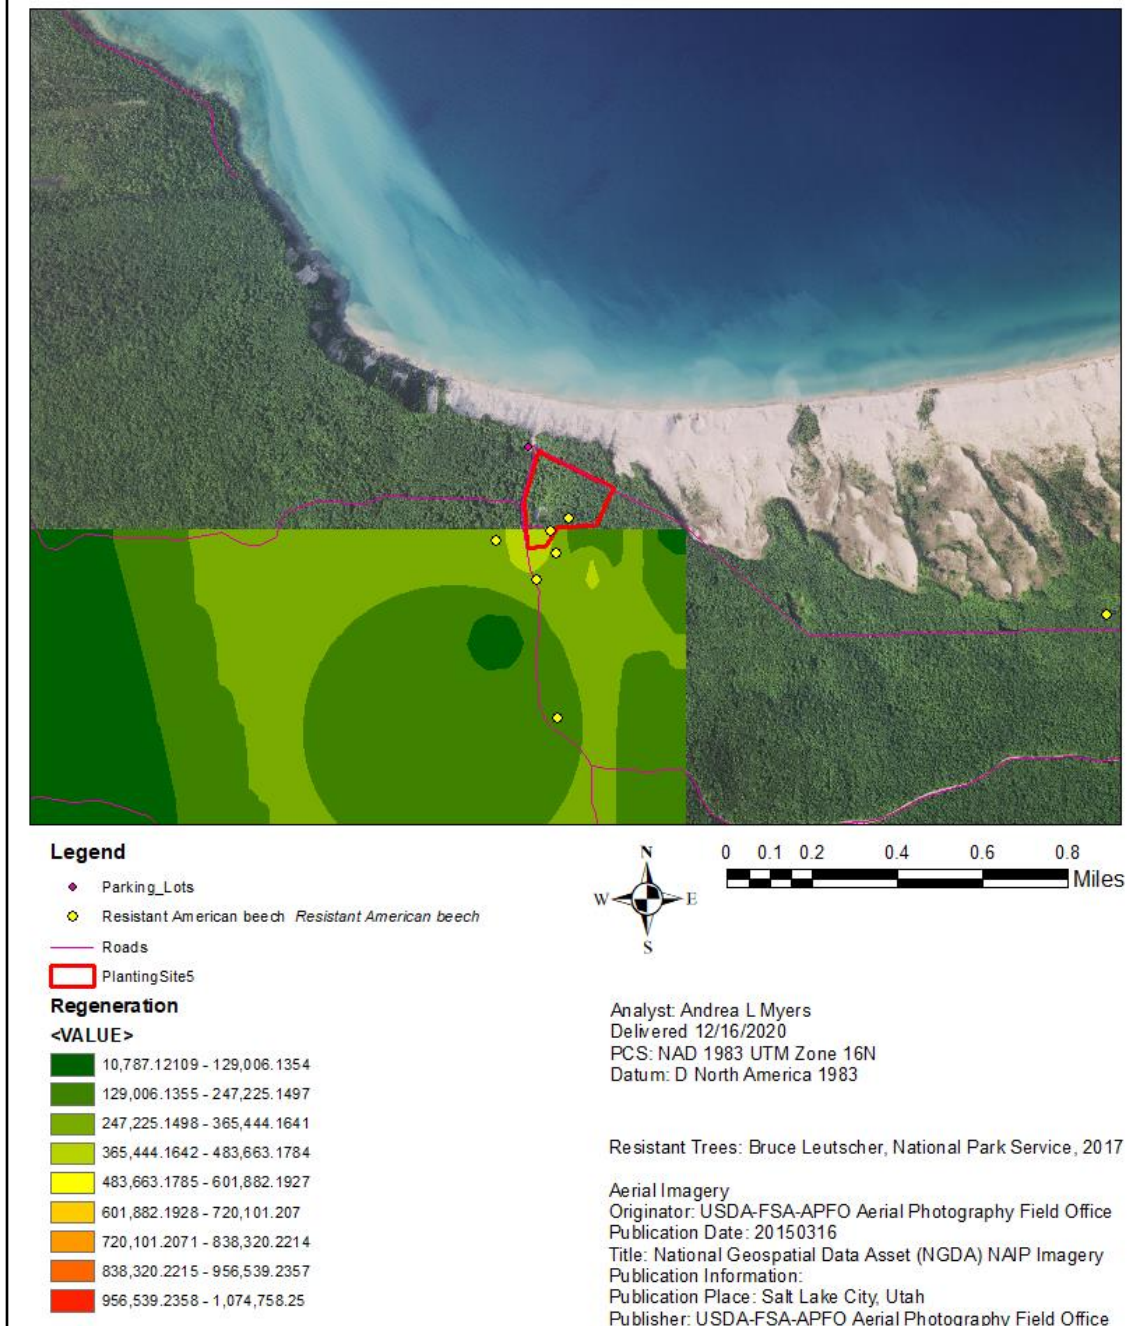 Legend
Parking_Lots
Resistant American beech Resistant American beech
Roads
PlantingSite5
Regeneration
<VALUE>
10,787.12109 - 129,006.1354
129,006.1355 - 247,225.1497
247,225.1498 - 365,444.1641
365,444.1642 - 483,663.1784
483,663.1785 - 601,882.1927
601,882.1928 - 720,101.207
720,101.2071 - 838,320.2214
838,320.2215 - 956,539.2357
956,539.2358 - 1,074,758.25
N
W E
S
0 0.1 0.2 0.4 0.6 0.8
Miles
Analyst: Andrea L Myers
Delivered 12/16/2020
PCS: NAD 1983 UTM Zone 16N
Datum: D North America 1983
Resistant Trees: Bruce Leutscher, National Park Service, 2017
Aerial Imagery
Originator: USDA-FSA-APFO Aerial Photography Field Office
Publication Date: 20150316
Title: National Geospatial Data Asset (NGDA) NAIP Imagery
Publication Information:
Publication Place: Salt Lake City, Utah
Publisher: USDA-FSA-APFO Aerial Photography Field Office